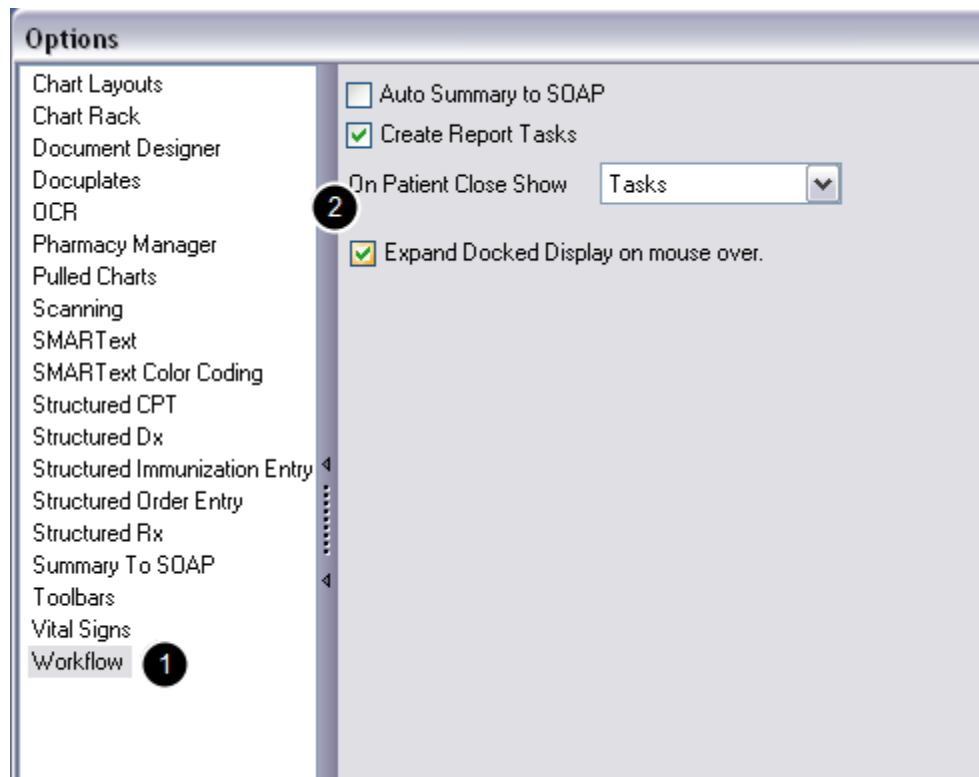 Options
Chart Layouts
Chart Rack
Document Designer
Docuplates
OCR
Pharmacy Manager
Pulled Charts
Scanning
SMARText
SMARText Color Coding
Structured CPT
Structured Dx
Structured Immunization Entry
Structured Order Entry
Structured Rx
Summary To SOAP
Toolbars
Vital Signs
Workflow 1
Auto Summary to SOAP
Create Report Tasks
On Patient Close Show Tasks
2
Expand Docked Display on mouse over.